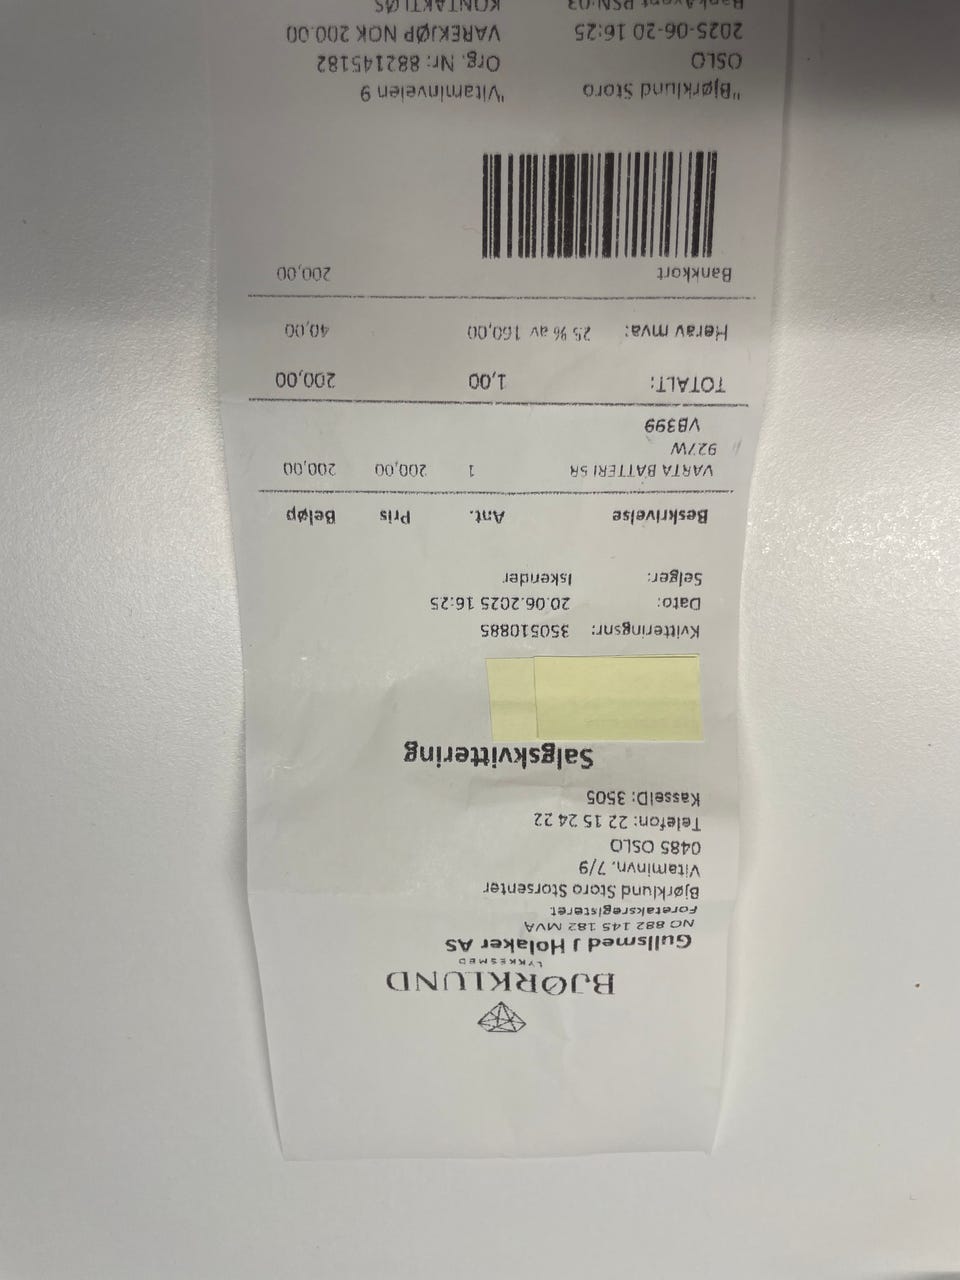 BJØRKLUND
LYKKESMED
Gullsmed J Holaker AS
NO 882 145 182 MVA
Foretaksregisteret
Bjørklund Storo Storsenter
Vitaminvn. 7/9
0485 OSLO
Telefon: 22 15 24 22
KasseID: 3505
Salgskvittering
Kvitteringsnr: 350510885
Dato: 20.06.2025 16:25
Selger: Iskender
Beskrivelse Ant. Pris Beløp
VARTA BATTERI SR 1 200,00 200,00
927W
VB399
TOTALT: 1,00 200,00
Herav mva: 25 % av 160,00 40,00
Bankkort 200,00
"Bjørklund Storo "Vitaminveien 9
OSLO Org. Nr: 882145182
2025-06-20 16:25 VAREKJØP NOK 200.00
BankAxept PSN:03 KONTAKTLØS